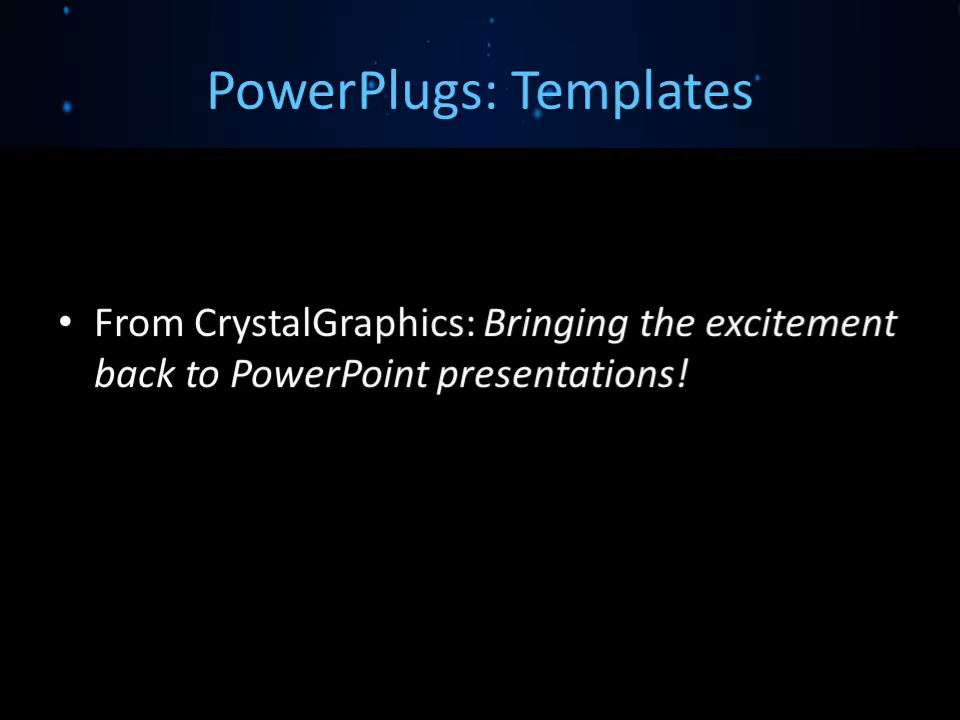 PowerPlugs: Templates
• From CrystalGraphics: Bringing the excitement
back to PowerPoint presentations!